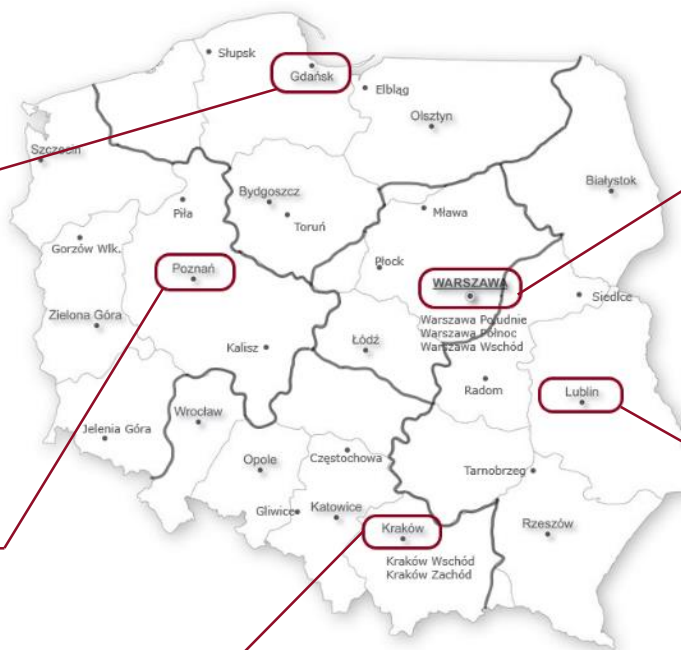 Słupsk
Gdańsk
Elbląg
Olsztyn
Szczecin
Białystok
Bydgoszcz
Toruń
Piła
Mława
Gorzów Wlk.
Płock
Poznań
WARSZAWA
Siedlce
Warszawa Południe
Warszawa Północ
Warszawa Wschód
Zielona Góra
Łódź
Kalisz
Radom
Lublin
Wrocław
Jelenia Góra
Opole
Częstochowa
Tarnobrzeg
Gliwice
Katowice
Kraków
Rzeszów
Kraków Wschód
Kraków Zachód